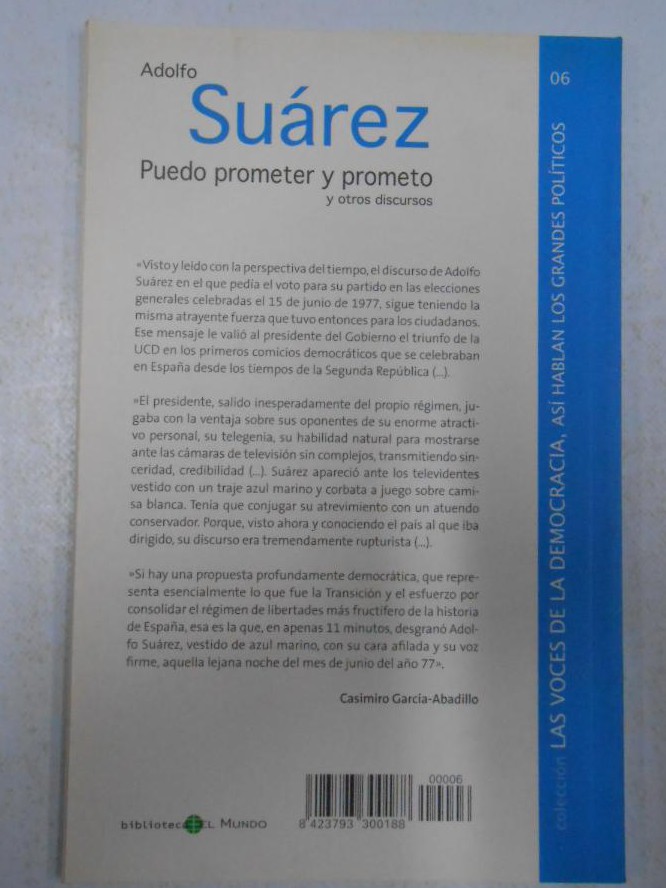 Adolfo
Suárez
Puedo prometer y prometo
y otros discursos
«Visto y leído con la perspectiva del tiempo, el discurso de Adolfo
Suárez en el que pedía el voto para su partido en las elecciones
generales celebradas el 15 de junio de 1977, sigue teniendo la
misma atrayente fuerza que tuvo entonces para los ciudadanos.
Ese mensaje le valió al presidente del Gobierno el triunfo de la
UCD en los primeros comicios democráticos que se celebraban
en España desde los tiempos de la Segunda República (...).
»El presidente, salido inesperadamente del propio régimen, ju-
gaba con la ventaja sobre sus oponentes de su enorme atracti-
vo personal, su telegenia, su habilidad natural para mostrarse
ante las cámaras de televisión sin complejos, transmitiendo sin-
ceridad, credibilidad (...). Suárez apareció ante los televidentes
vestido con un traje azul marino y corbata a juego sobre cami-
sa blanca. Tenía que conjugar su atrevimiento con un atuendo
conservador. Porque, visto ahora y conociendo el país al que iba
dirigido, su discurso era tremendamente rupturista (...).
»Si hay una propuesta profundamente democrática, que repre-
senta esencialmente lo que fue la Transición y el esfuerzo por
consolidar el régimen de libertades más fructífero de la historia
de España, esa es la que, en apenas 11 minutos, desgranó Adol-
fo Suárez, vestido de azul marino, con su cara afilada y su voz
firme, aquella lejana noche del mes de junio del año 77».
Casimiro García-Abadillo
biblioteca EL MUNDO
00006
8 423793 300188
06
colección LAS VOCES DE LA DEMOCRACIA, ASÍ HABLAN LOS GRANDES POLÍTICOS